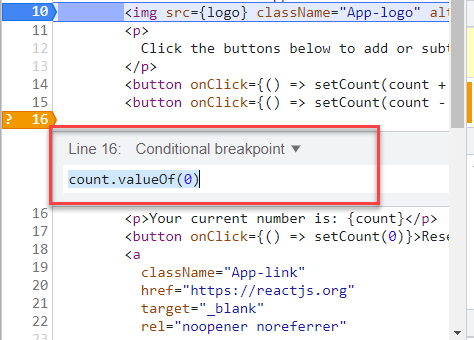 10 <img src={logo} className="App-logo" alt
11 <p>
12 Click the buttons below to add or subt
13 </p>
14 <button onClick={() => setCount(count +
15 <button onClick={() => setCount(count -
? 16
Line 16: Conditional breakpoint ▼
count.valueOf(0)
16 <p>Your current number is: {count}</p>
17 <button onClick={() => setCount(0)}>Rese
18 <a
19 className="App-link"
20 href="https://reactjs.org"
21 target="_blank"
22 rel="noopener noreferrer"